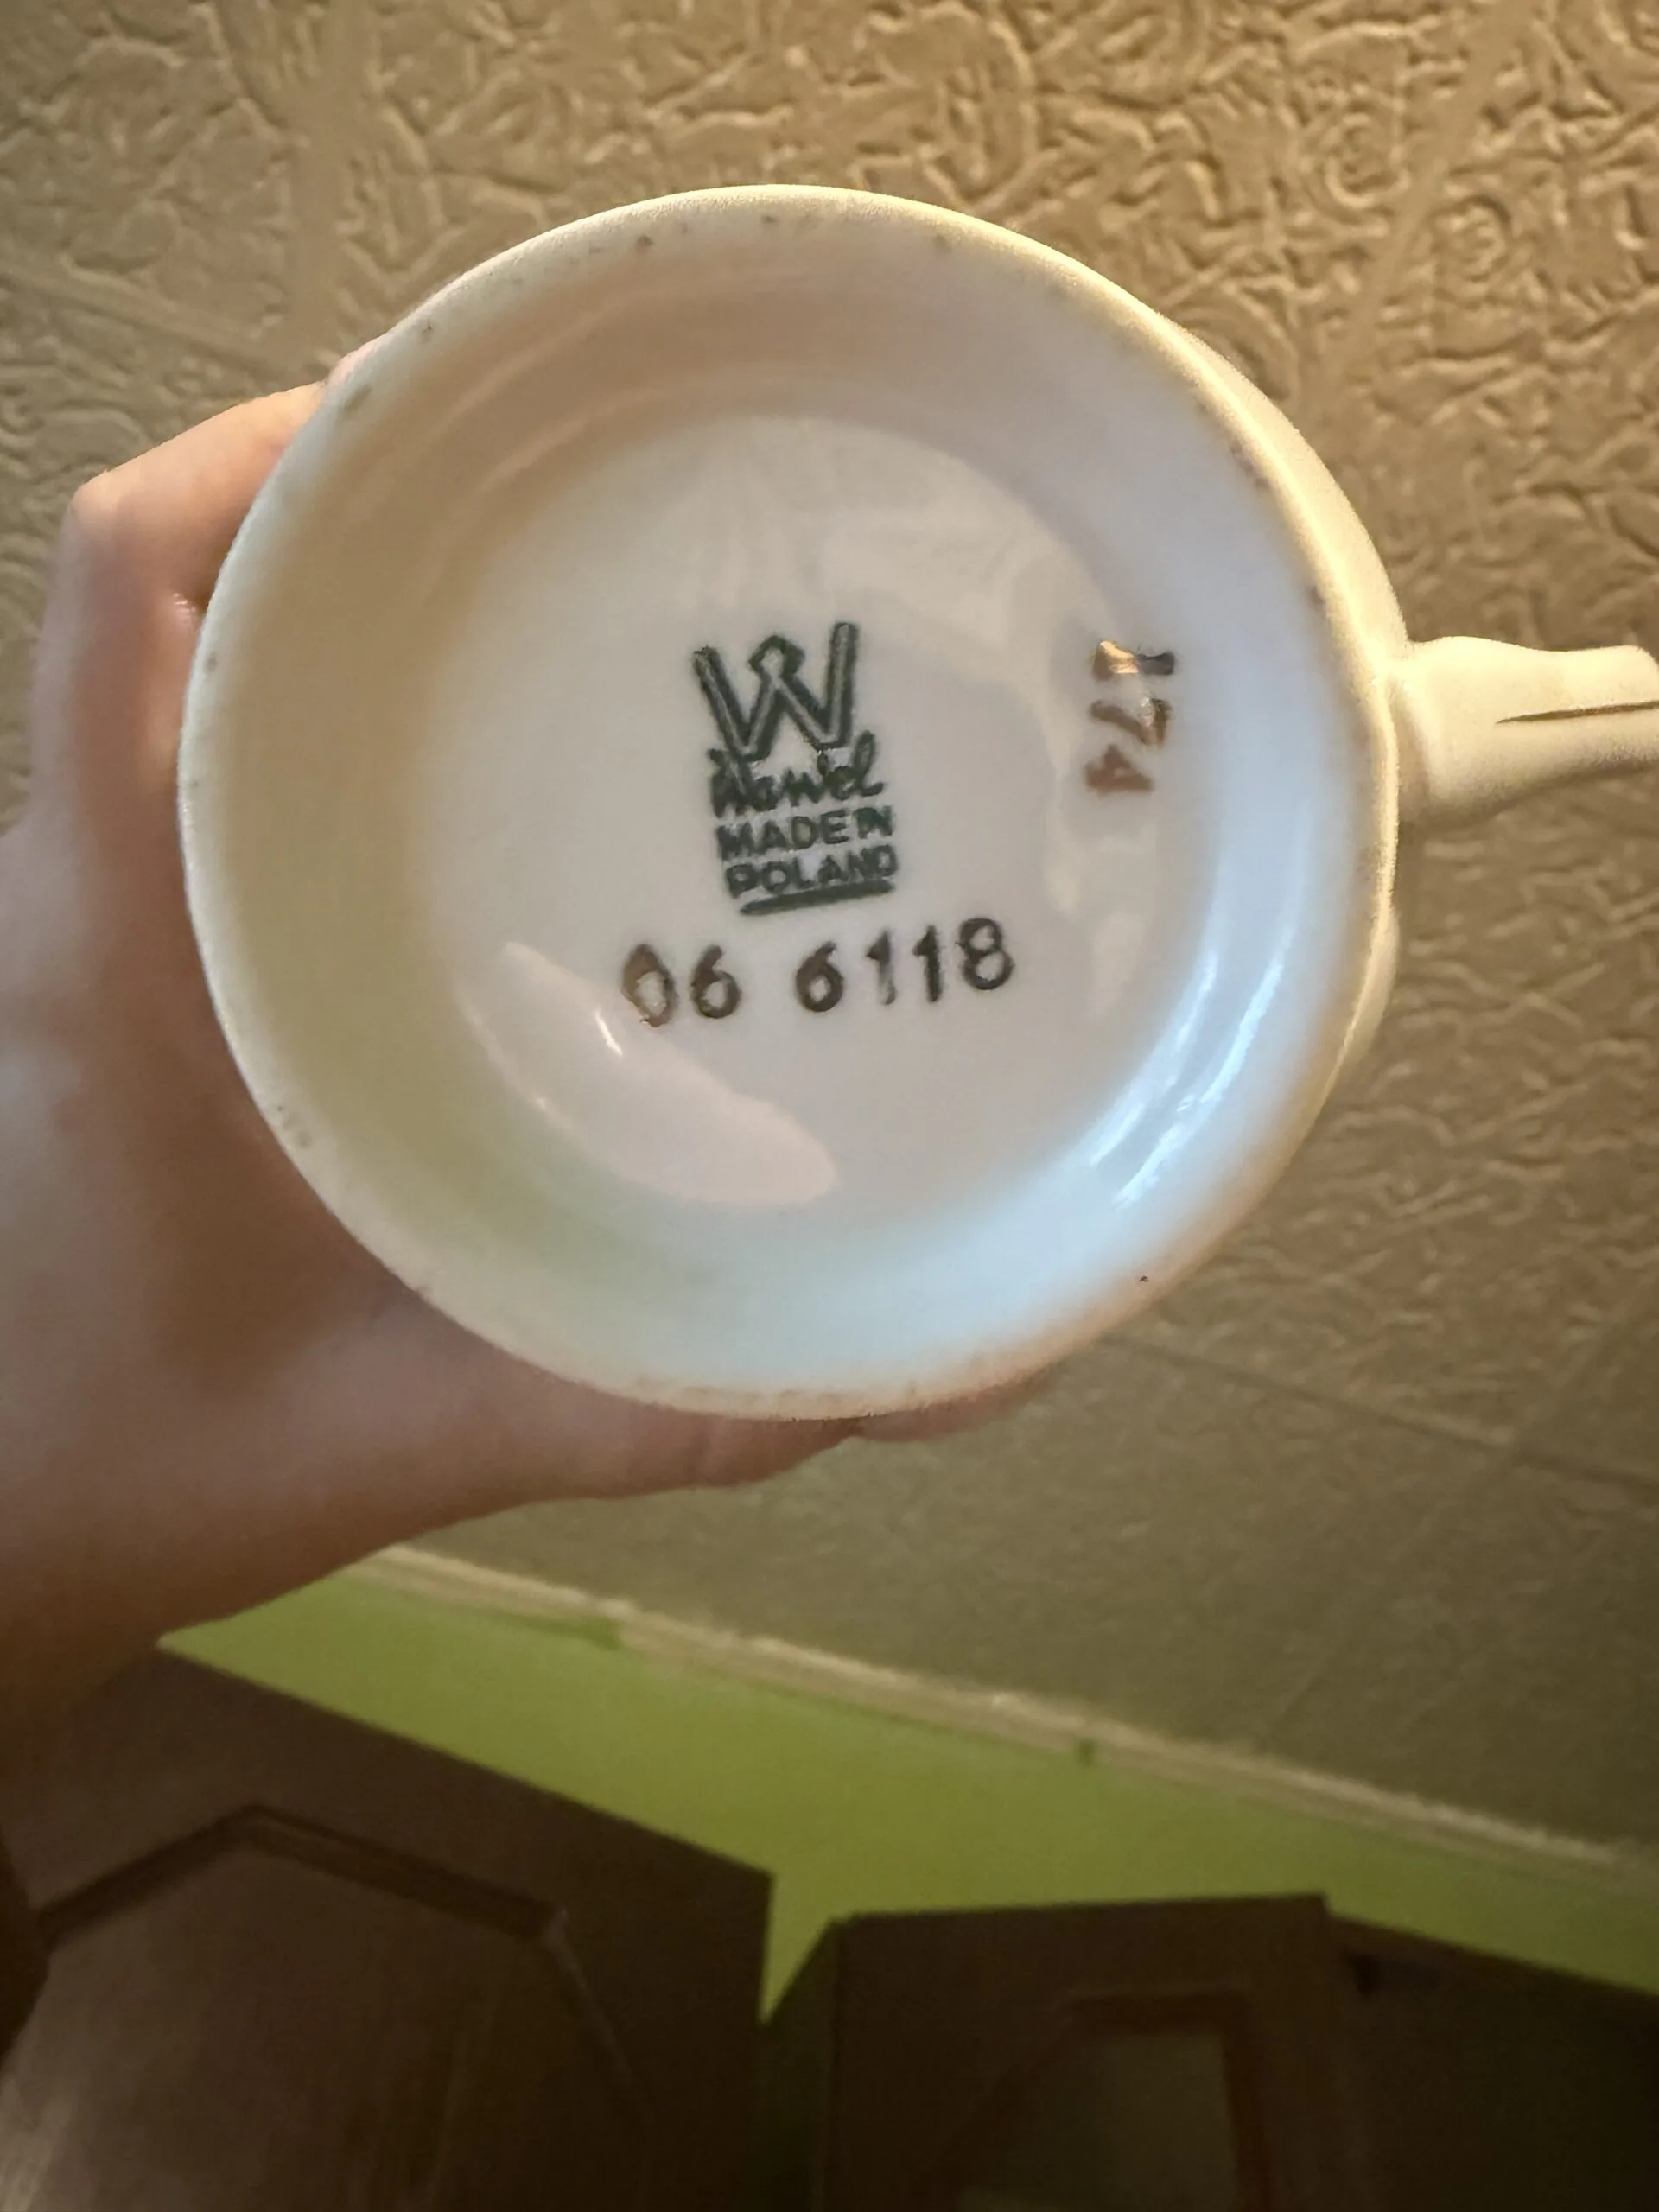 W
Wawel
MADE IN
POLAND
06 6118
174